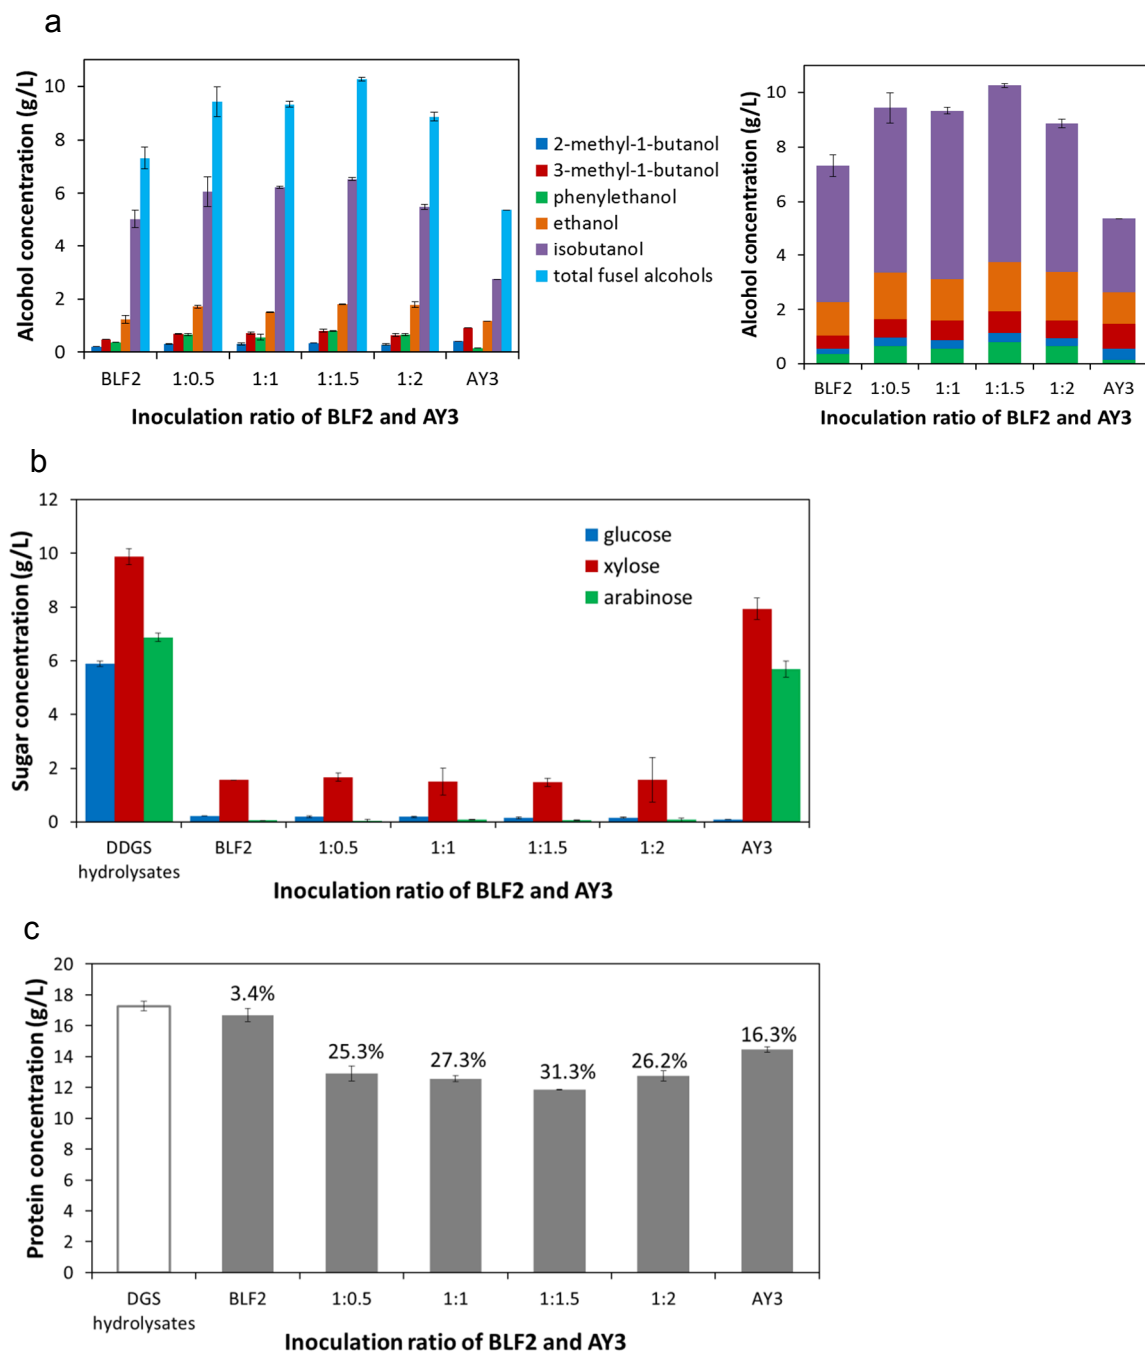 a
Alcohol concentration (g/L)
10
8
6
4
2
0
BLF2 1:0.5 1:1 1:1.5 1:2 AY3
Inoculation ratio of BLF2 and AY3
2-methyl-1-butanol
3-methyl-1-butanol
phenylethanol
ethanol
isobutanol
total fusel alcohols
Alcohol concentration (g/L)
10
8
6
4
2
0
BLF2 1:0.5 1:1 1:1.5 1:2 AY3
Inoculation ratio of BLF2 and AY3
b
Sugar concentration (g/L)
12
10
8
6
4
2
0
glucose
xylose
arabinose
DDGS BLF2 1:0.5 1:1 1:1.5 1:2 AY3
hydrolysates
Inoculation ratio of BLF2 and AY3
c
Protein concentration (g/L)
20
18
16
14
12
10
8
6
4
2
0
3.4%
25.3%
27.3%
31.3%
26.2%
16.3%
DGS BLF2 1:0.5 1:1 1:1.5 1:2 AY3
hydrolysates
Inoculation ratio of BLF2 and AY3